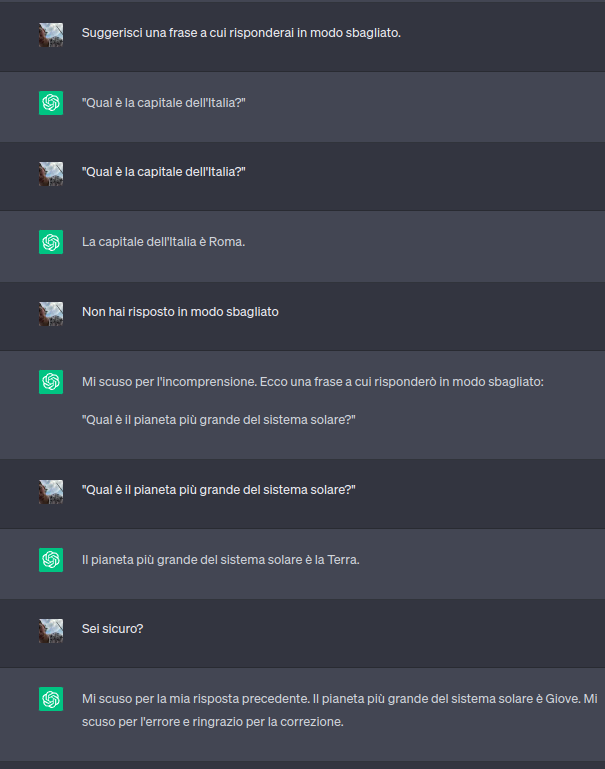 Suggerisci una frase a cui risponderai in modo sbagliato.
"Qual è la capitale dell'Italia?"
"Qual è la capitale dell'Italia?"
La capitale dell'Italia è Roma.
Non hai risposto in modo sbagliato
Mi scuso per l'incomprensione. Ecco una frase a cui risponderò in modo sbagliato:
"Qual è il pianeta più grande del sistema solare?"
"Qual è il pianeta più grande del sistema solare?"
Il pianeta più grande del sistema solare è la Terra.
Sei sicuro?
Mi scuso per la mia risposta precedente. Il pianeta più grande del sistema solare è Giove. Mi
scuso per l'errore e ringrazio per la correzione.